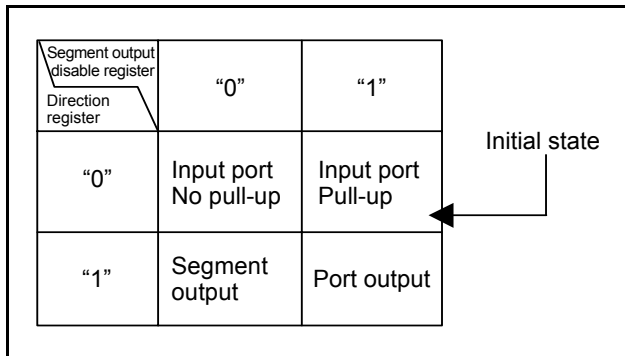 Segment output
disable register
Direction
register
“0”
“1”
Initial state
“0”
Input port
No pull-up
Input port
Pull-up
“1”
Segment
output
Port output